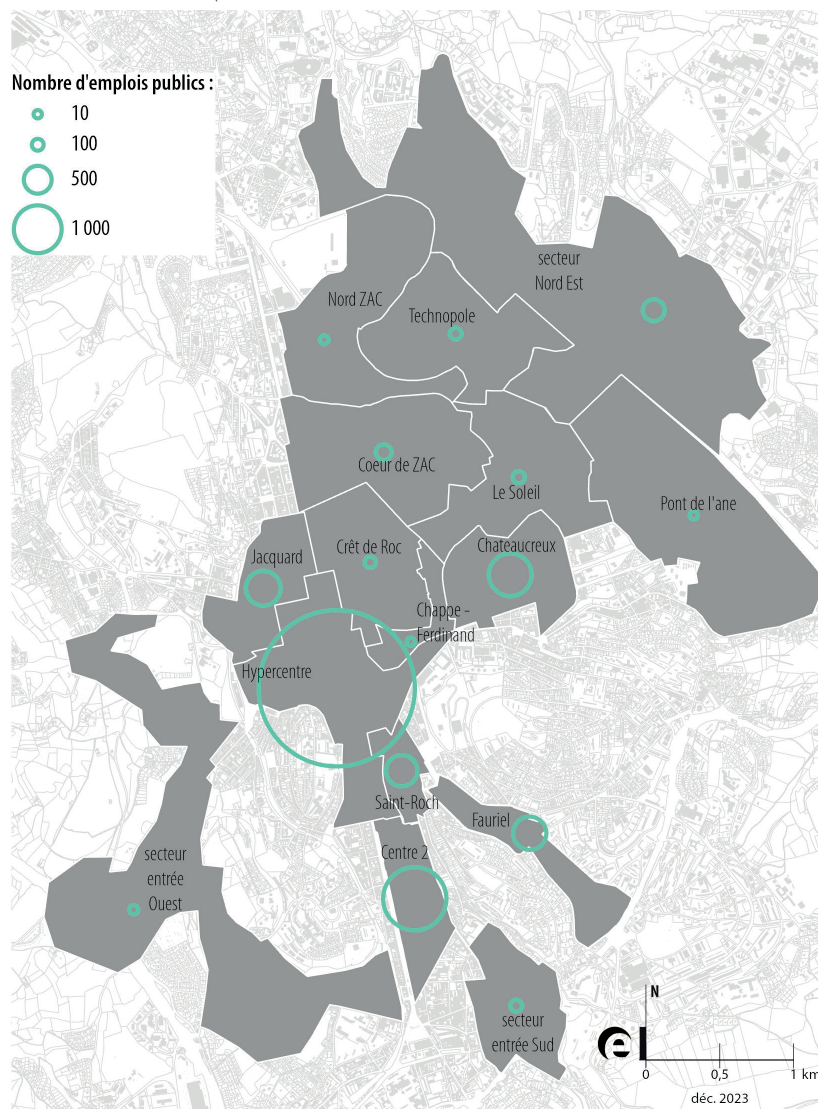 Nombre d'emplois publics :
10
100
500
1 000
secteur
Nord Est
Nord ZAC
Technopole
Coeur de ZAC
Le Soleil
Pont de l'ane
Jacquard
Crêt de Roc
Chateaucreux
Chappe -
Ferdinand
Hypercentre
Saint-Roch
Fauriel
Centre 2
secteur
entrée
Ouest
secteur
entrée Sud
N
e
0
0,5
1 km
déc. 2023